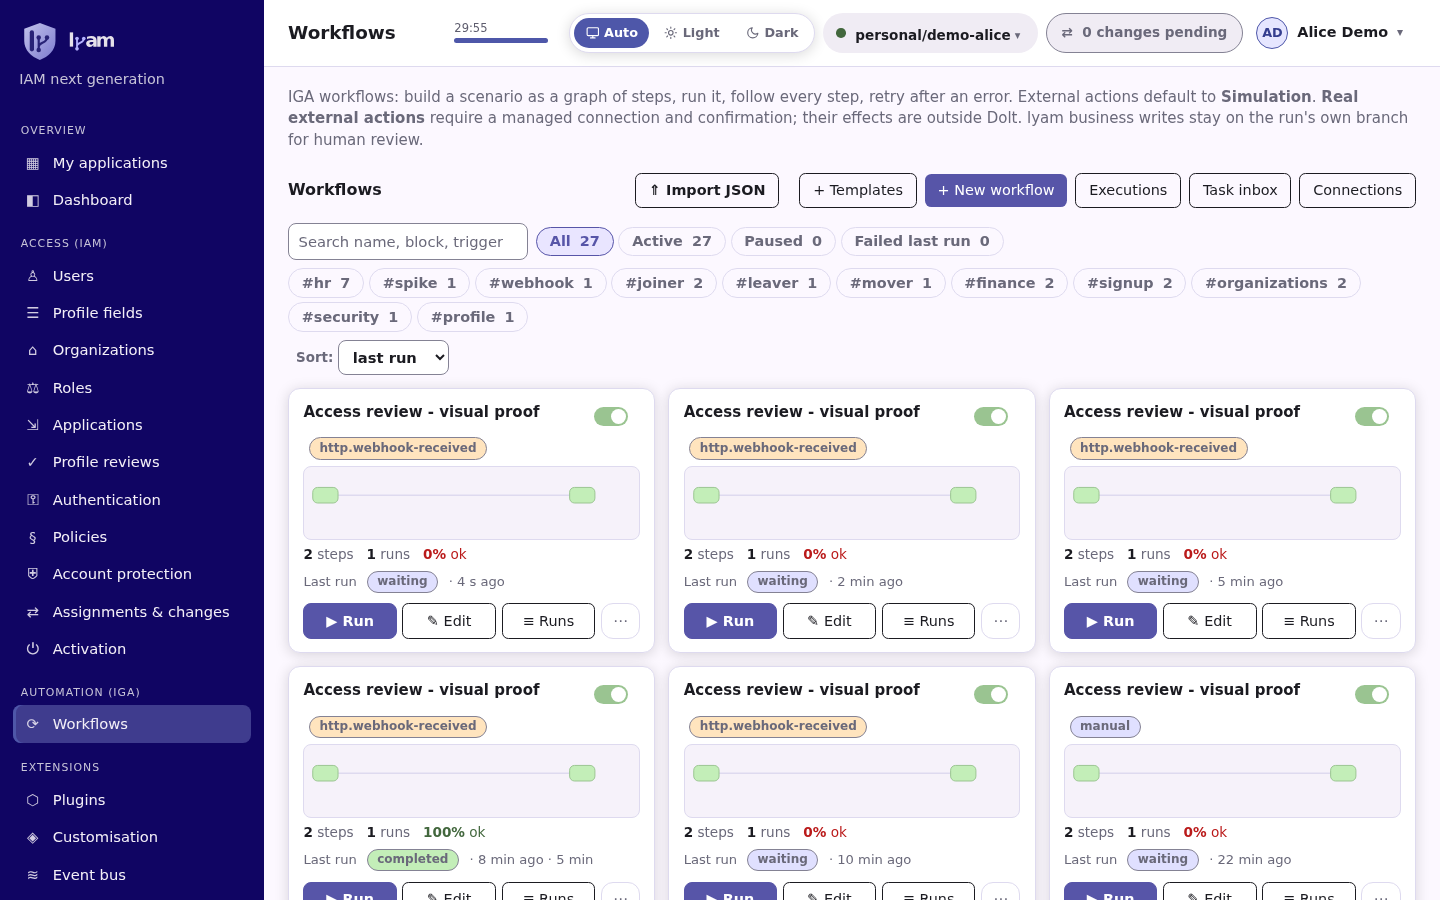 lyam
IAM next generation
OVERVIEW
My applications
Dashboard
ACCESS (IAM)
Users
Profile fields
Organizations
Roles
Applications
Profile reviews
Authentication
Policies
Account protection
Assignments & changes
Activation
AUTOMATION (IGA)
Workflows
EXTENSIONS
Plugins
Customisation
Event bus
Workflows
29:55
Auto
Light
Dark
personal/demo-alice ▾
⇄ 0 changes pending
AD
Alice Demo ▾
IGA workflows: build a scenario as a graph of steps, run it, follow every step, retry after an error. External actions default to Simulation. Real
external actions require a managed connection and confirmation; their effects are outside Dolt. lyam business writes stay on the run's own branch
for human review.
Workflows
⇑ Import JSON
+ Templates
+ New workflow
Executions
Task inbox
Connections
Search name, block, trigger
All 27
Active 27
Paused 0
Failed last run 0
#hr 7
#spike 1
#webhook 1
#joiner 2
#leaver 1
#mover 1
#finance 2
#signup 2
#organizations 2
#security 1
#profile 1
Sort: last run
Access review - visual proof
http.webhook-received
2 steps 1 runs 0% ok
Last run waiting · 4 s ago
▶ Run
✎ Edit
≡ Runs
···
Access review - visual proof
http.webhook-received
2 steps 1 runs 0% ok
Last run waiting · 2 min ago
▶ Run
✎ Edit
≡ Runs
···
Access review - visual proof
http.webhook-received
2 steps 1 runs 0% ok
Last run waiting · 5 min ago
▶ Run
✎ Edit
≡ Runs
···
Access review - visual proof
http.webhook-received
2 steps 1 runs 100% ok
Last run completed · 8 min ago · 5 min
▶ Run
✎ Edit
≡ Runs
···
Access review - visual proof
http.webhook-received
2 steps 1 runs 0% ok
Last run waiting · 10 min ago
▶ Run
✎ Edit
≡ Runs
···
Access review - visual proof
manual
2 steps 1 runs 0% ok
Last run waiting · 22 min ago
▶ Run
✎ Edit
≡ Runs
···